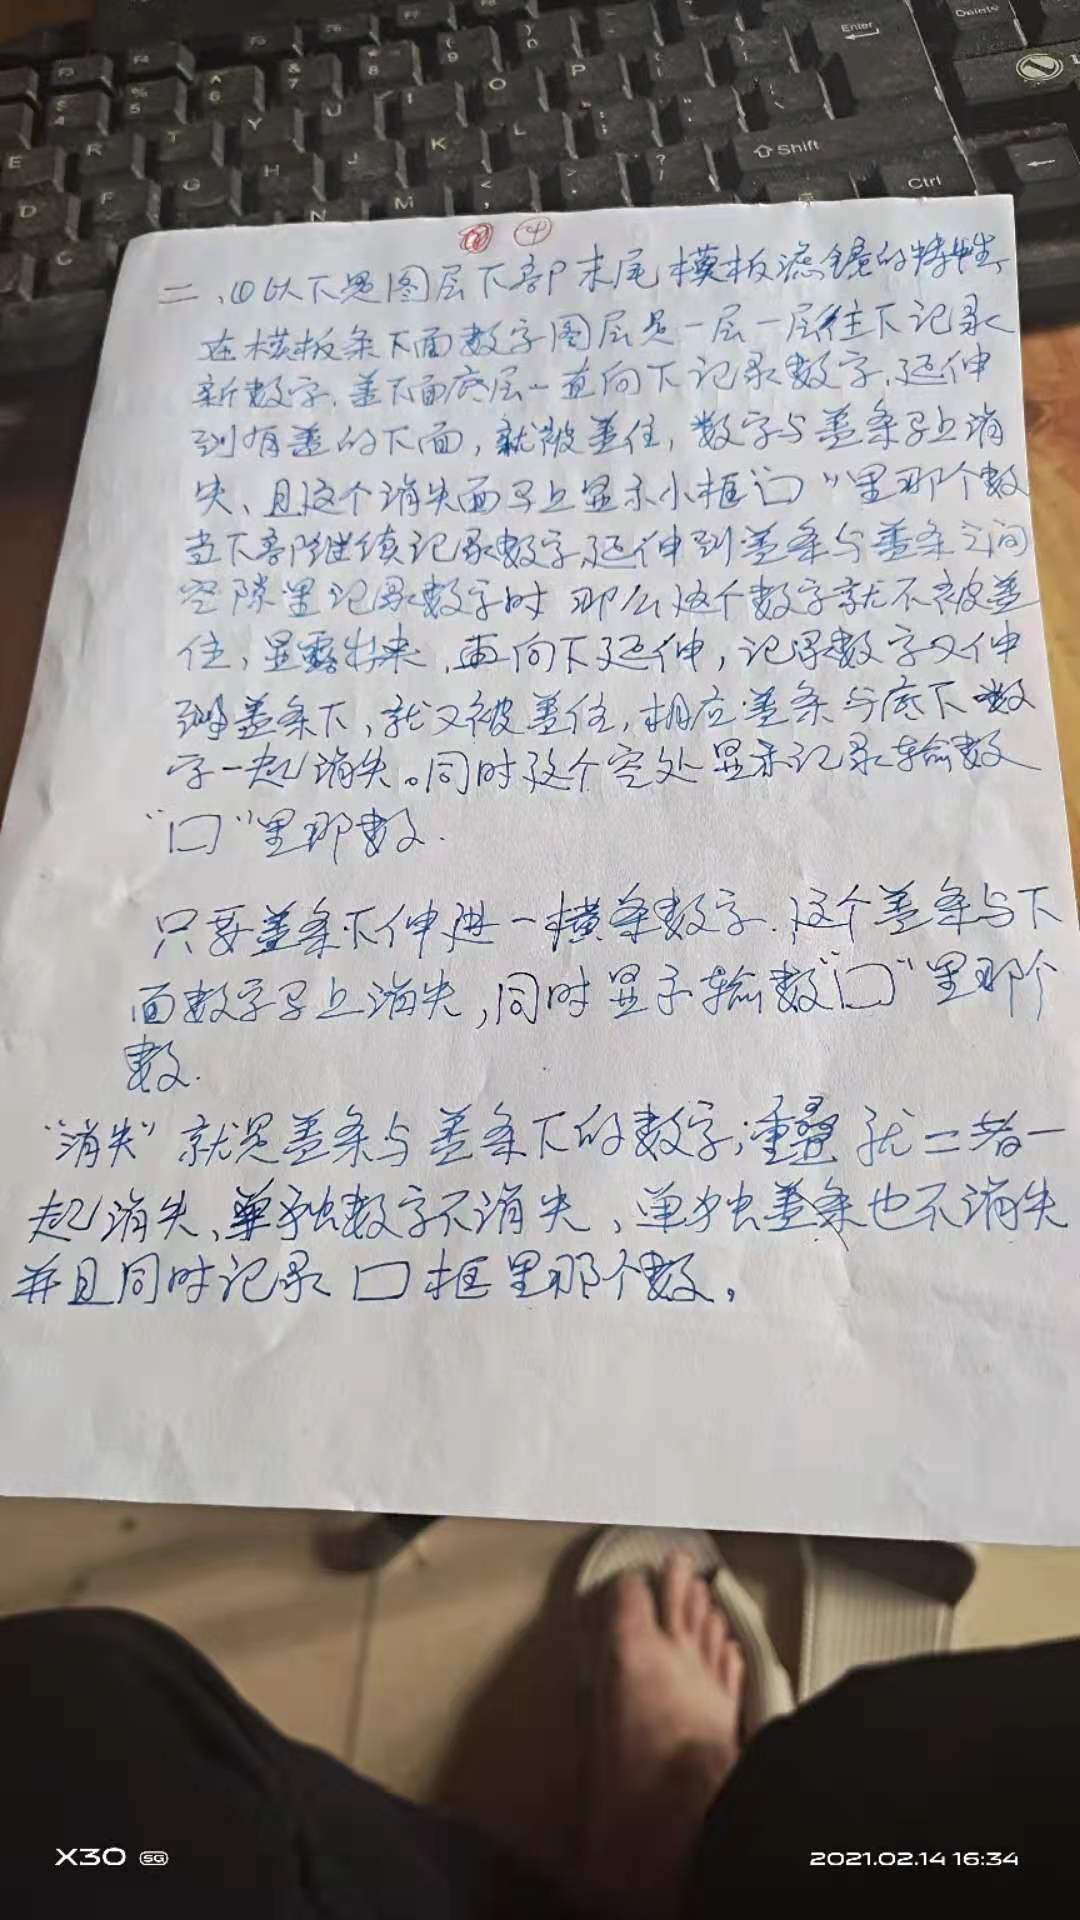 Enter
Delete
F3
F4
F5
F6
F7
F8
$ 4
% 5
^ 6
& 7
* 8
( 9
) 0
E R T Y U I O P
D F G H J K L
Shift
C N M
Ctrl
④
二、(1)以下是图层下部末尾模板滤镜的特性、
在模板条下面数字图层是一层一层往下记录
新数字.盖下面底层一直向下记录数字.延伸
到有盖的下面,就被盖住,数字与盖条马上消
失、且这个消失面马上显示小框“口”里那个数
当下部继续记录数字,延伸到盖条与盖条之间
空隙里记录数字时 那么这个数字就不被盖
住,显露出来,再向下延伸,记录数字又伸
到盖条下,就又被盖住,相应盖条与底下数
字一起消失。同时这个空处显示记录输数
“口”里那数.
只要盖条下伸进一横条数字.这个盖条与下
面数字马上消失,同时显示输数“口”里那个
数.
“消失”就是盖条与盖条下的数字;重叠就二者一
起消失、单独数字不消失、单独盖条也不消失
并且同时记录 口 框里那个数,
X30 5G
2021.02.14 16:34